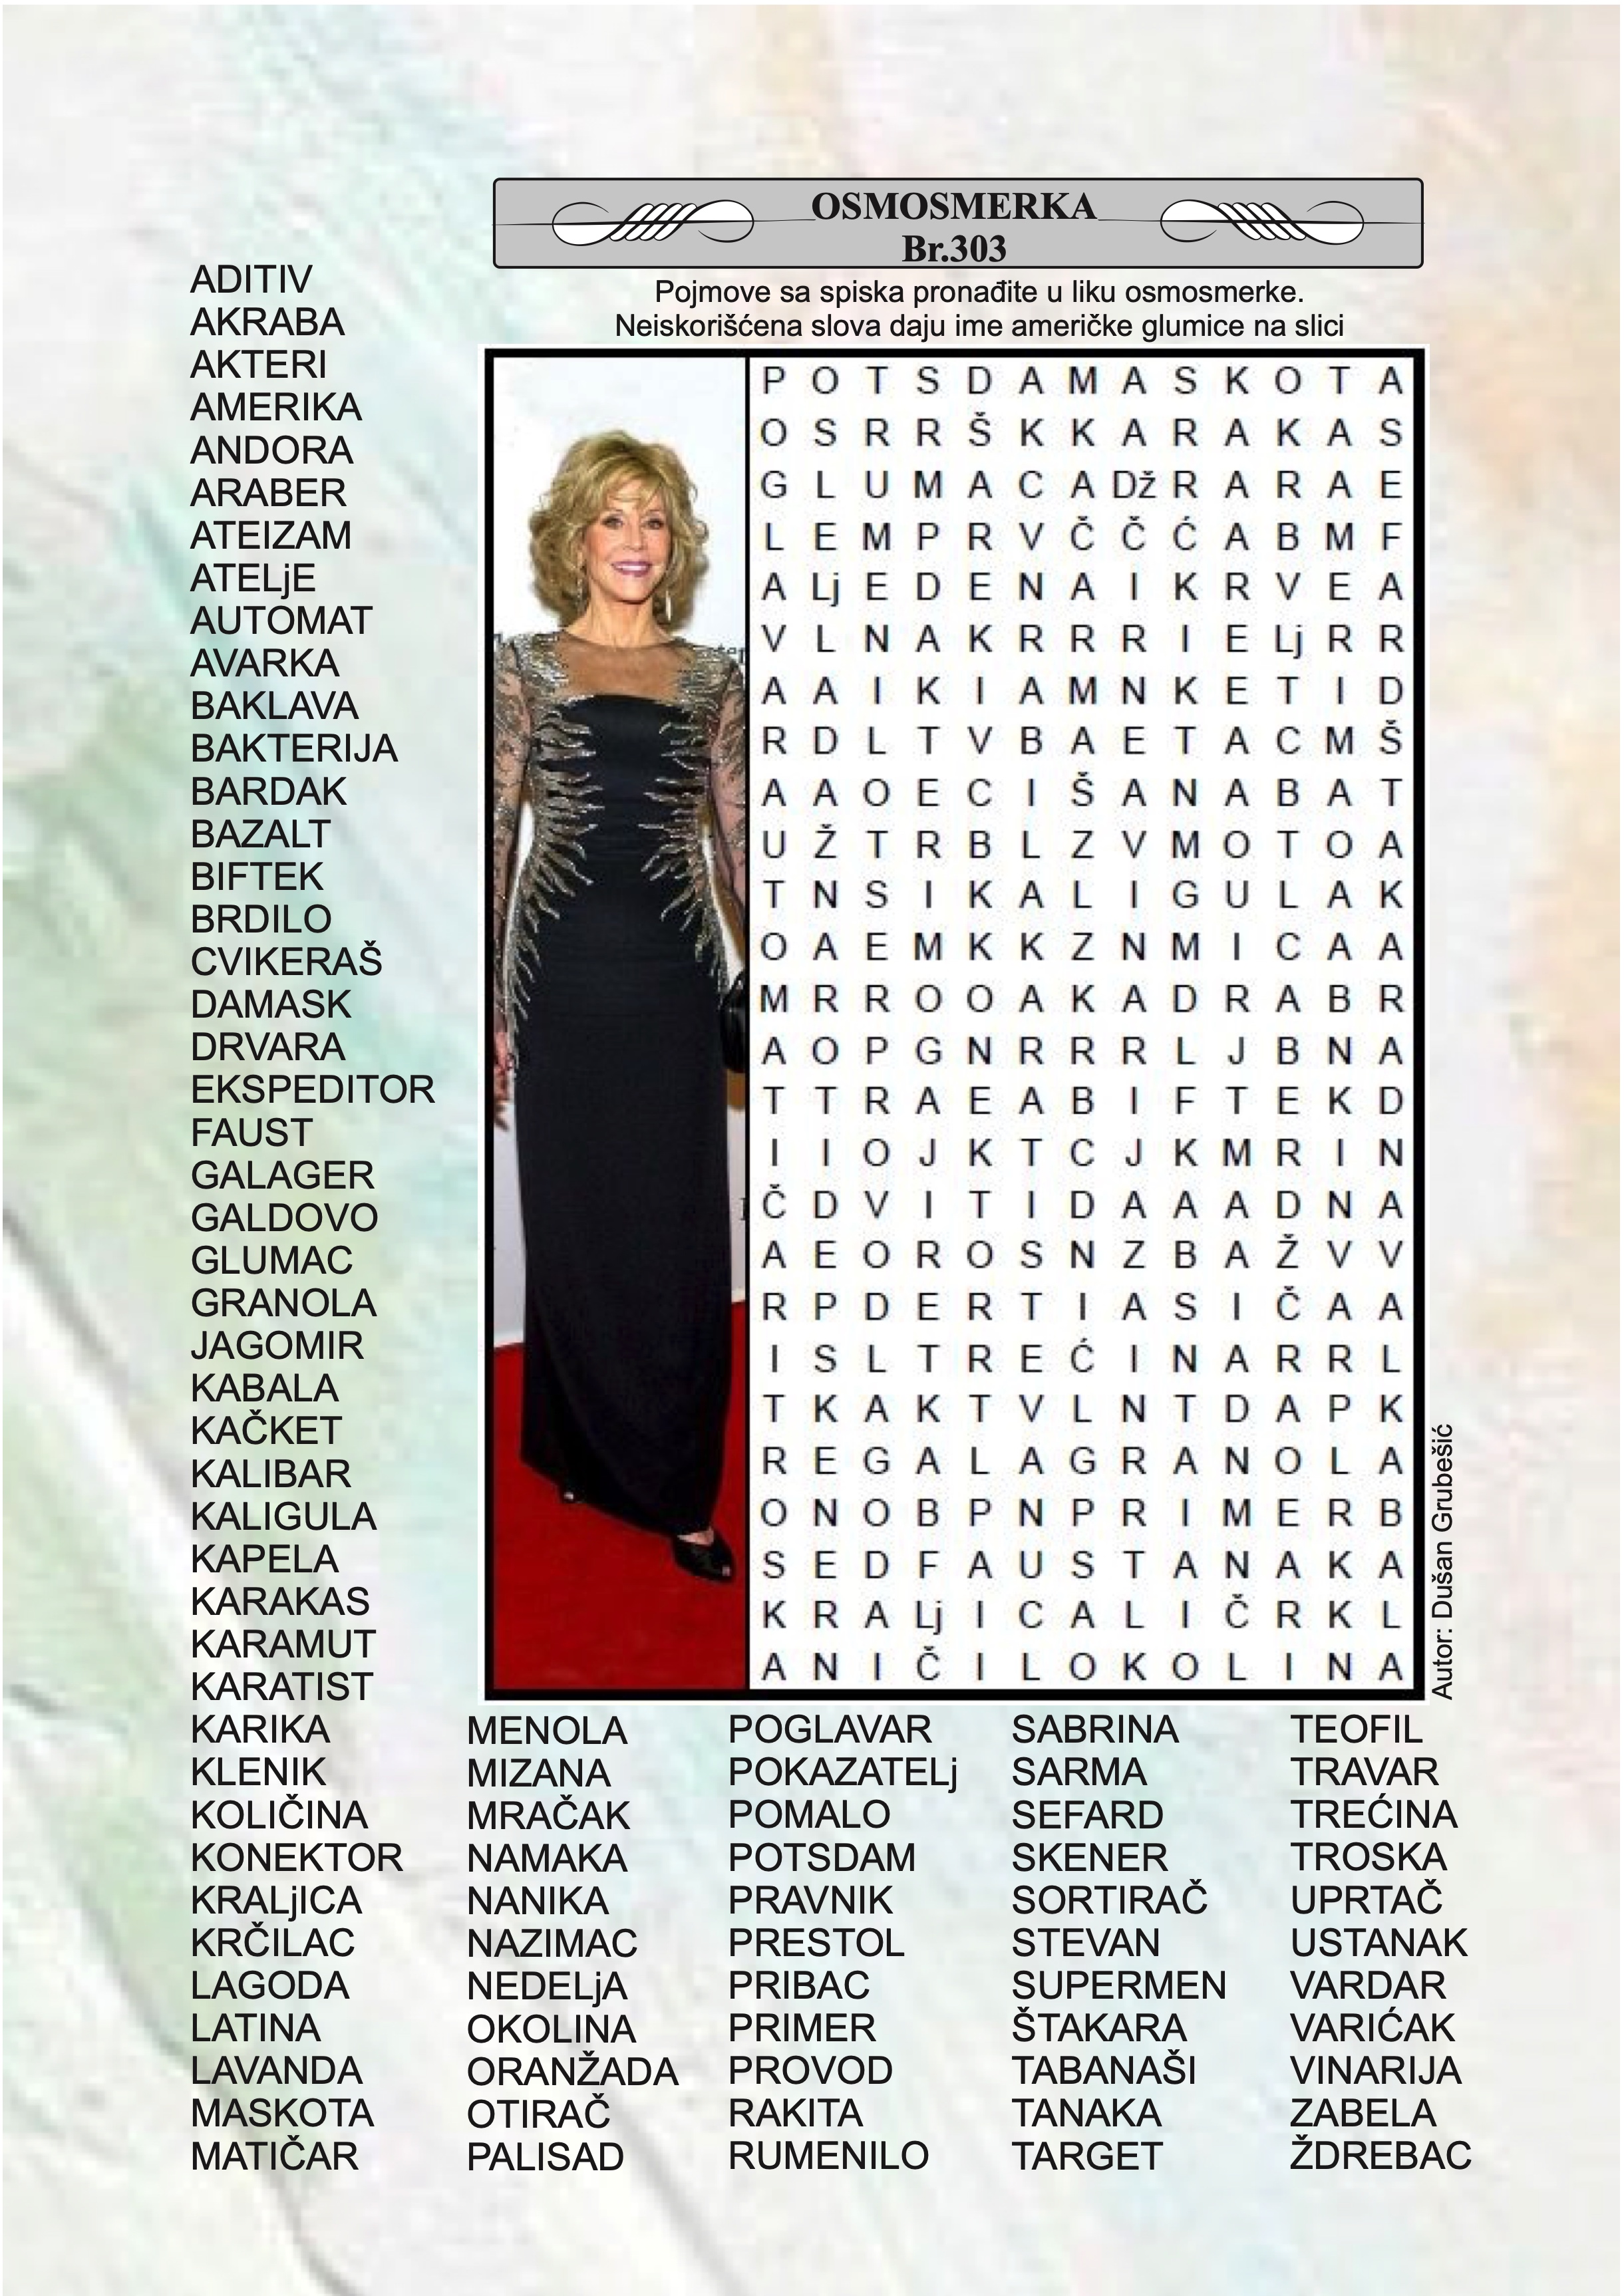 OSMOSMERKA
Br.303
Pojmove sa spiska pronađite u liku osmosmerke.
Neiskorišćena slova daju ime američke glumice na slici
ADITIV
AKRABA
AKTERI
AMERIKA
ANDORA
ARABER
ATEIZAM
ATELjE
AUTOMAT
AVARKA
BAKLAVA
BAKTERIJA
BARDAK
BAZALT
BIFTEK
BRDILO
CVIKERAŠ
DAMASK
DRVARA
EKSPEDITOR
FAUST
GALAGER
GALDOVO
GLUMAC
GRANOLA
JAGOMIR
KABALA
KAČKET
KALIBAR
KALIGULA
KAPELA
KARAKAS
KARAMUT
KARATIST
KARIKA
KLENIK
KOLIČINA
KONEKTOR
KRALjICA
KRČILAC
LAGODA
LATINA
LAVANDA
MASKOTA
MATIČAR
P O T S D A M A S K O T A
O S R R Š K K A R A K A S
G L U M A C A Dž R A R A E
L E M P R V Č Č Ć A B M F
A Lj E D E N A I K R V E A
V L N A K R R R I E Lj R R
A A I K I A M N K E T I D
R D L T V B A E T A C M Š
A A O E C I Š A N A B A T
U Ž T R B L Z V M O T O A
T N S I K A L I G U L A K
O A E M K K Z N M I C A A
M R R O O A K A D R A B R
A O P G N R R R L J B N A
T T R A E A B I F T E K D
I I O J K T C J K M R I N
Č D V I T I D A A A D N A
A E O R O S N Z B A Ž V V
R P D E R T I A S I Č A A
I S L T R E Ć I N A R R L
T K A K T V L N T D A P K
R E G A L A G R A N O L A
O N O B P N P R I M E R B
S E D F A U S T A N A K A
K R A Lj I C A L I Č R K L
A N I Č I L O K O L I N A
Autor: Dušan Grubešić
MENOLA
MIZANA
MRAČAK
NAMAKA
NANIKA
NAZIMAC
NEDELjA
OKOLINA
ORANŽADA
OTIRAČ
PALISAD
POGLAVAR
POKAZATELj
POMALO
POTSDAM
PRAVNIK
PRESTOL
PRIBAC
PRIMER
PROVOD
RAKITA
RUMENILO
SABRINA
SARMA
SEFARD
SKENER
SORTIRAČ
STEVAN
SUPERMEN
ŠTAKARA
TABANAŠI
TANAKA
TARGET
TEOFIL
TRAVAR
TREĆINA
TROSKA
UPRTAČ
USTANAK
VARDAR
VARIĆAK
VINARIJA
ZABELA
ŽDREBAC